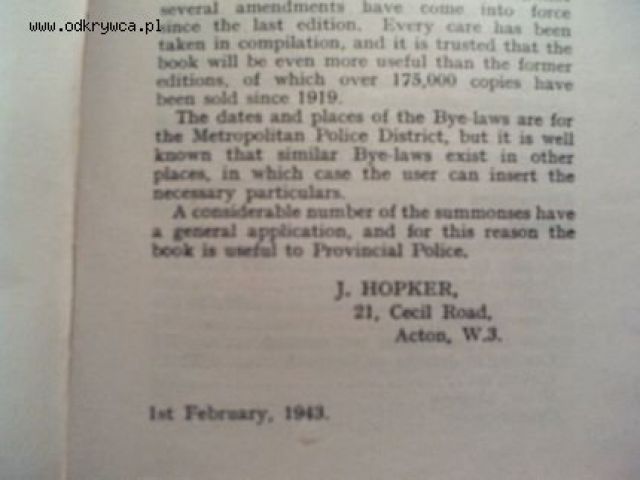 www.odkrywca.pl
several amendments have come into force
since the last edition. Every care has been
taken in compilation, and it is trusted that the
book will be even more useful than the former
editions, of which over 175,000 copies have
been sold since 1919.
The dates and places of the Bye-laws are for
the Metropolitan Police District, but it is well
known that similar Bye-laws exist in other
places, in which case the user can insert the
necessary particulars.
A considerable number of the summonses have
a general application, and for this reason the
book is useful to Provincial Police.
J. HOPKER,
21, Cecil Road,
Acton, W.3.
1st February, 1943.